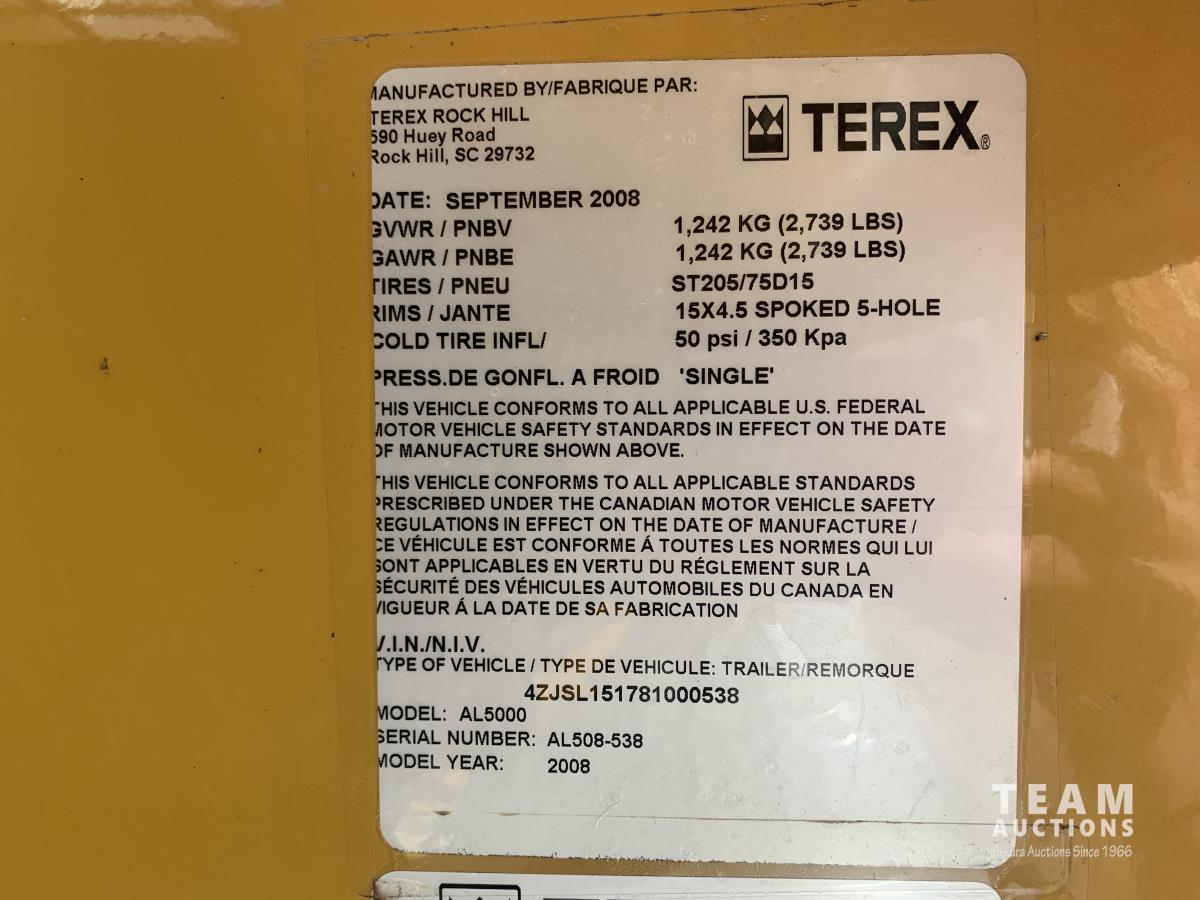 MANUFACTURED BY/FABRIQUE PAR:
TEREX ROCK HILL
590 Huey Road
Rock Hill, SC 29732
TEREX®
DATE: SEPTEMBER 2008
GVWR / PNBV 1,242 KG (2,739 LBS)
GAWR / PNBE 1,242 KG (2,739 LBS)
TIRES / PNEU ST205/75D15
RIMS / JANTE 15X4.5 SPOKED 5-HOLE
COLD TIRE INFL/ 50 psi / 350 Kpa
PRESS.DE GONFL. A FROID 'SINGLE'
THIS VEHICLE CONFORMS TO ALL APPLICABLE U.S. FEDERAL
MOTOR VEHICLE SAFETY STANDARDS IN EFFECT ON THE DATE
OF MANUFACTURE SHOWN ABOVE.
THIS VEHICLE CONFORMS TO ALL APPLICABLE STANDARDS
PRESCRIBED UNDER THE CANADIAN MOTOR VEHICLE SAFETY
REGULATIONS IN EFFECT ON THE DATE OF MANUFACTURE /
CE VÉHICULE EST CONFORME Á TOUTES LES NORMES QUI LUI
SONT APPLICABLES EN VERTU DU RÉGLEMENT SUR LA
SÉCURITÉ DES VÉHICULES AUTOMOBILES DU CANADA EN
VIGUEUR Á LA DATE DE SA FABRICATION
V.I.N./N.I.V.
TYPE OF VEHICLE / TYPE DE VEHICULE: TRAILER/REMORQUE
4ZJSL151781000538
MODEL: AL5000
SERIAL NUMBER: AL508-538
MODEL YEAR: 2008
TEAM
AUCTIONS
Auctions Since 1966